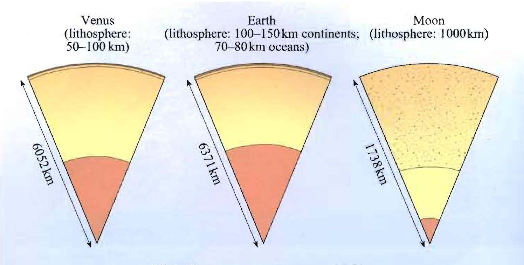 Venus
(lithosphere:
50–100 km)
Earth
(lithosphere: 100–150 km continents;
70–80 km oceans)
Moon
(lithosphere: 1000 km)
6052 km
6371 km
1738 km